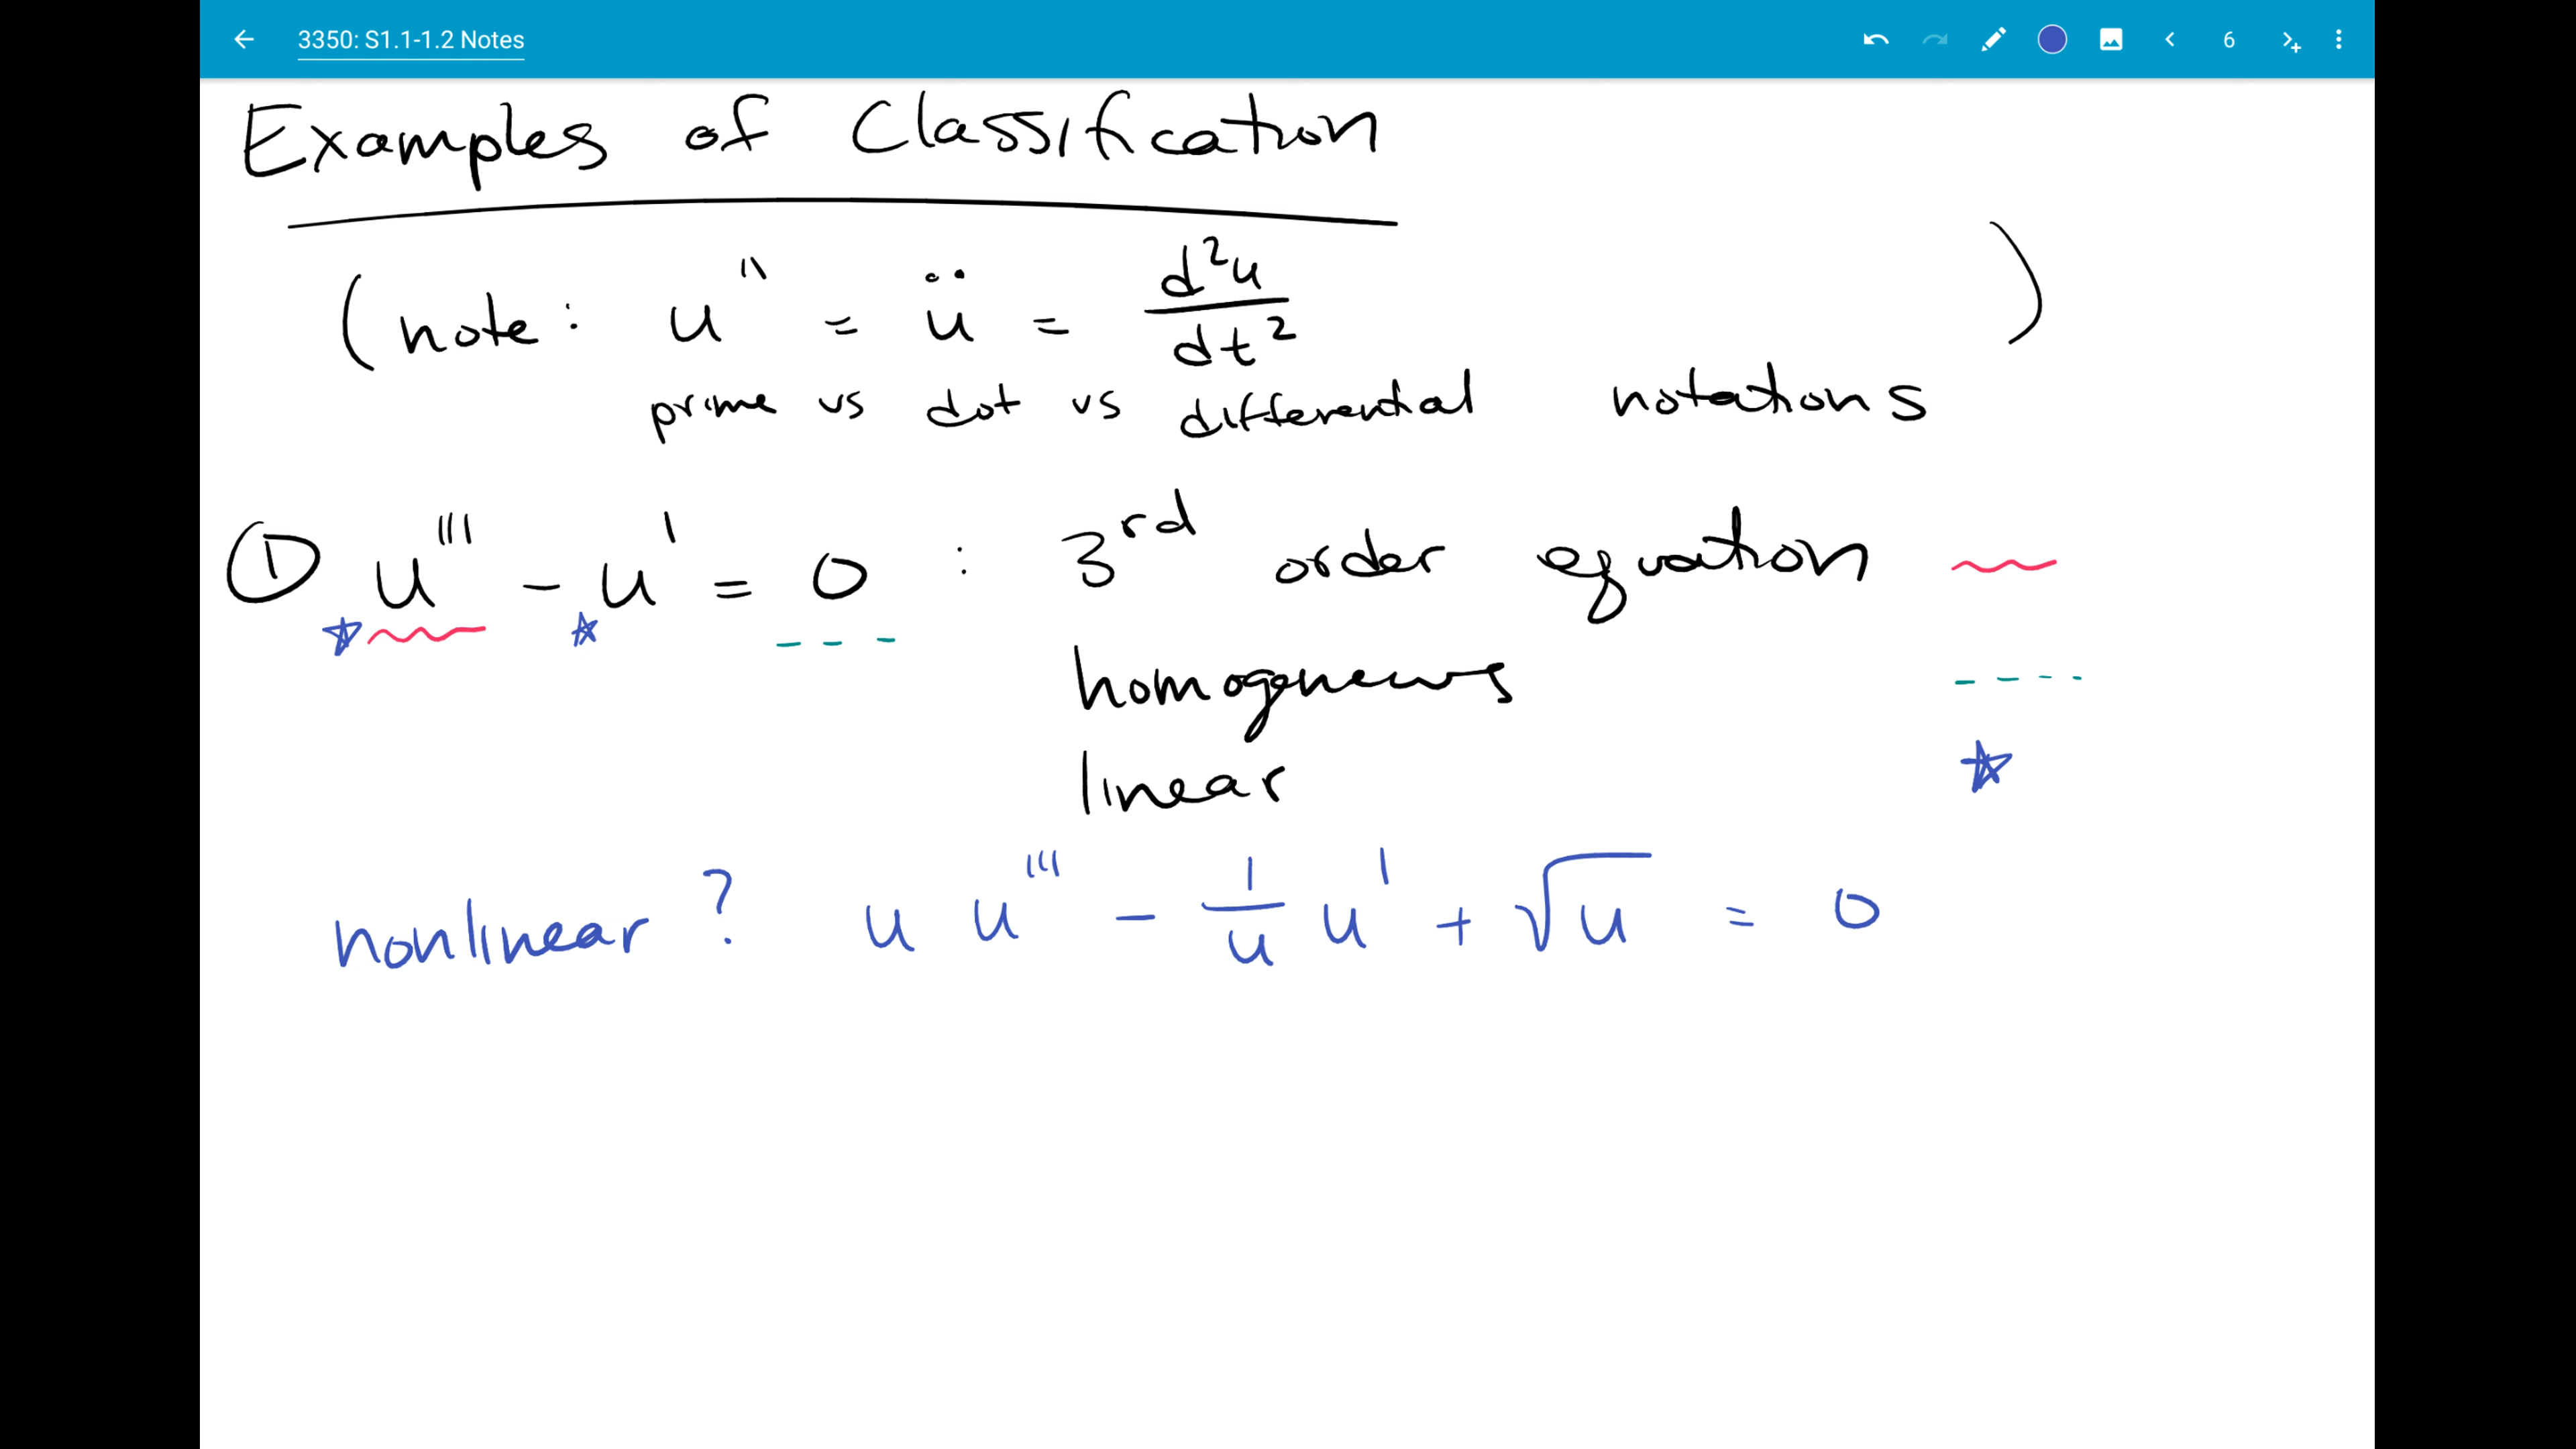 3350: S1.1-1.2 Notes 6
Examples of Classification
(note: u'' = ü = d²u/dt² )
prime vs dot vs differential notations
① u''' - u' = 0 : 3rd order equation
homogeneous
linear
nonlinear? u u''' - 1/u u' + √u = 0